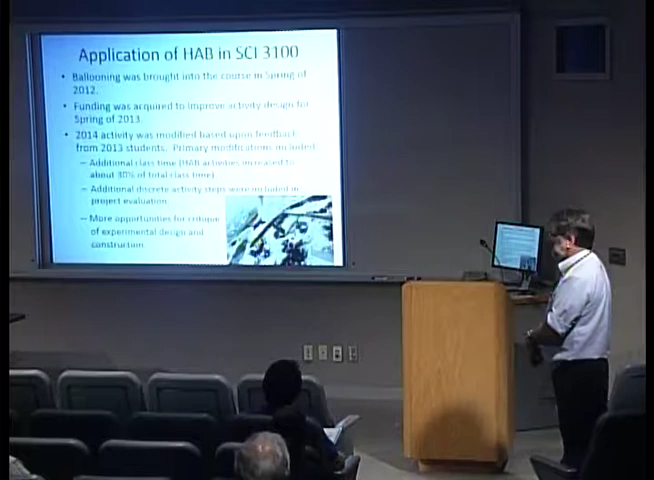 Application of HAB in SCI 3100
• Ballooning was brought into the course in Spring of
2012.
• Funding was acquired to improve activity design for
Spring of 2013.
• 2014 activity was modified based upon feedback
from 2013 students. Primary modifications included:
– Additional class time (HAB activities increased to
about 30% of total class time)
– Additional discrete activity steps were included in
project evaluation.
– More opportunities for critique
of experimental design and
construction.